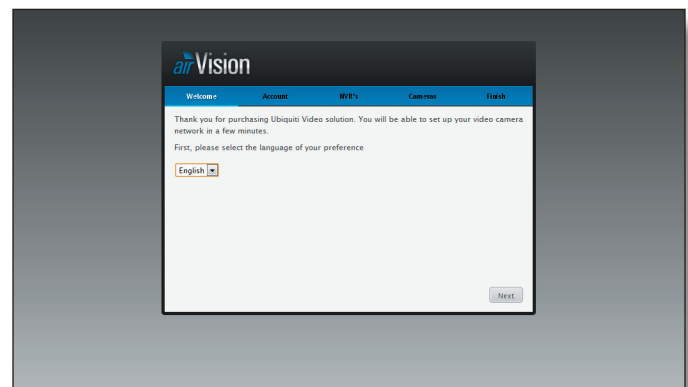 airVision
Welcome Account NVR's Cameras Finish
Thank you for purchasing Ubiquiti Video solution. You will be able to set up your video camera
network in a few minutes.
First, please select the language of your preference
English
Next